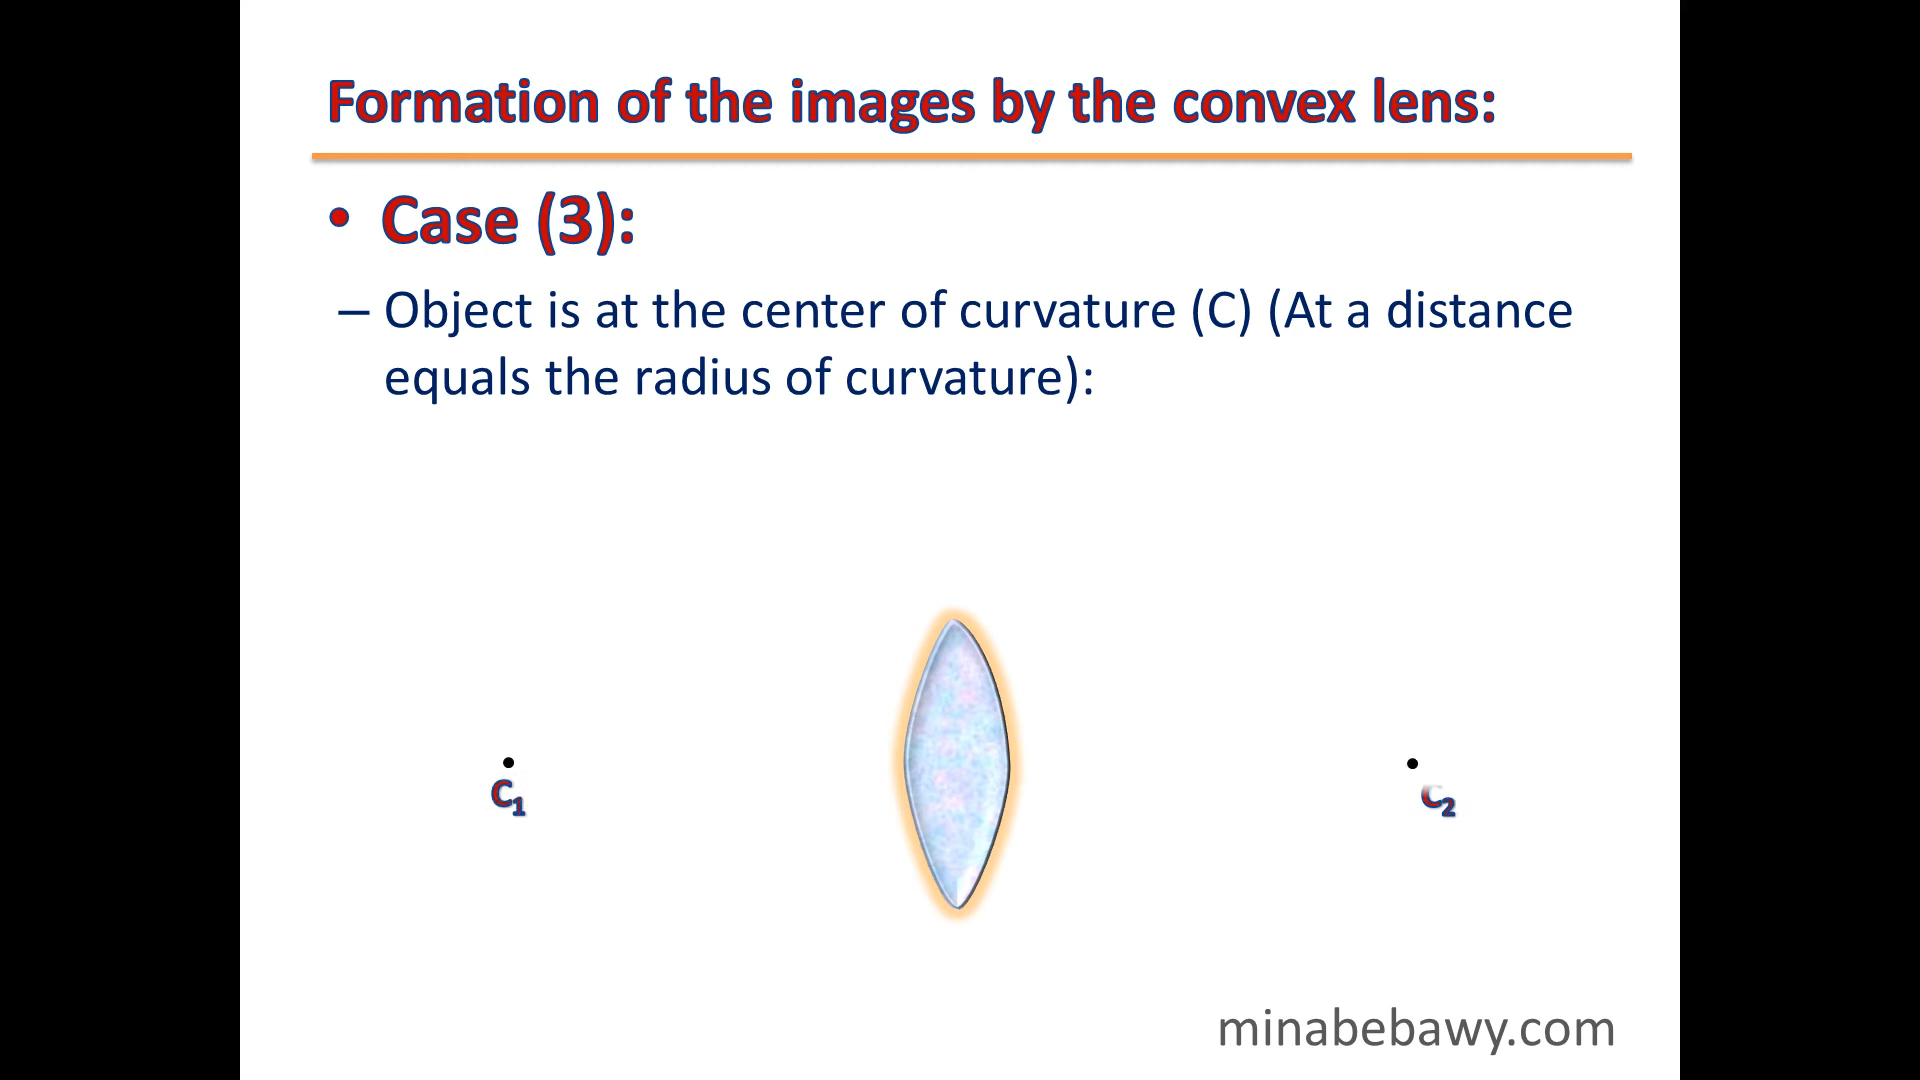 Formation of the images by the convex lens:
• Case (3):
– Object is at the center of curvature (C) (At a distance
equals the radius of curvature):
C₁
C₂
minabebawy.com